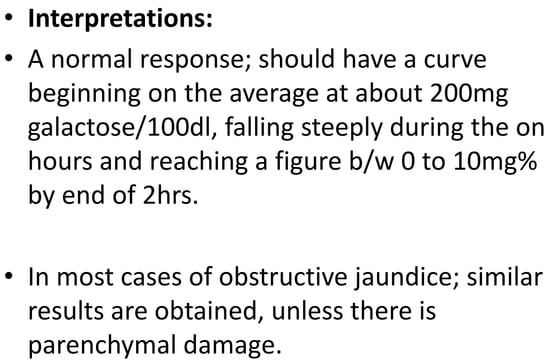 • Interpretations:
• A normal response; should have a curve
beginning on the average at about 200mg
galactose/100dl, falling steeply during the on
hours and reaching a figure b/w 0 to 10mg%
by end of 2hrs.
• In most cases of obstructive jaundice; similar
results are obtained, unless there is
parenchymal damage.